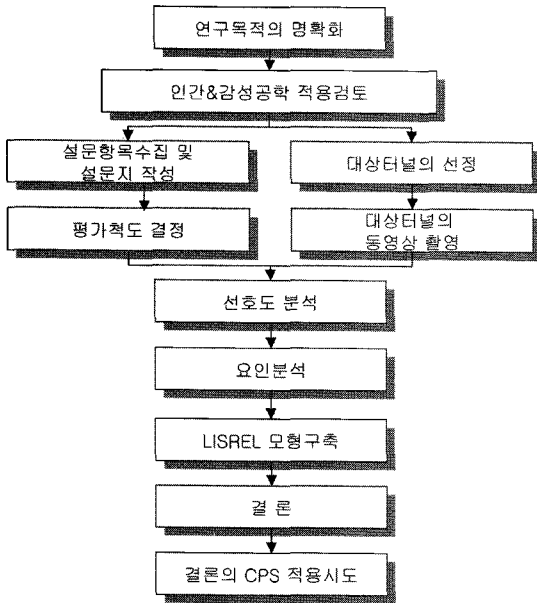 연구목적의 명확화
인간&감성공학 적용검토
설문항목수집 및
설문지 작성
대상터널의 선정
평가척도 결정
대상터널의
동영상 촬영
선호도 분석
요인분석
LISREL 모형구축
결 론
결론의 CPS 적용시도